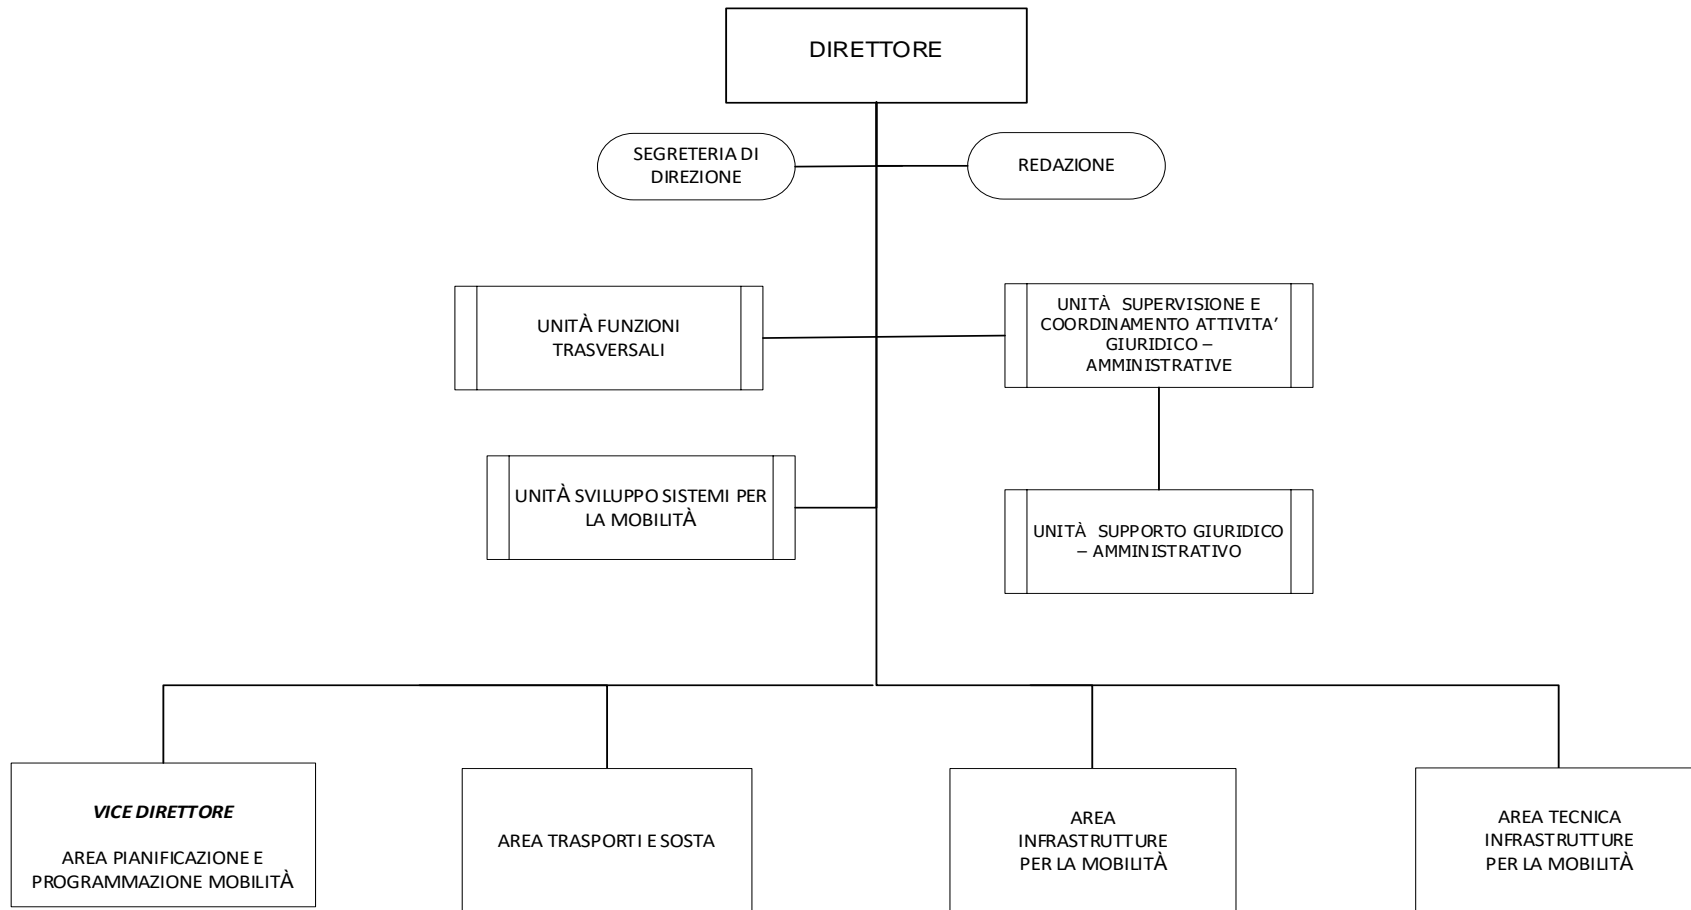 DIRETTORE
SEGRETERIA DI
DIREZIONE
REDAZIONE
UNITÀ FUNZIONI
TRASVERSALI
UNITÀ SUPERVISIONE E
COORDINAMENTO ATTIVITA’
GIURIDICO –
AMMINISTRATIVE
UNITÀ SVILUPPO SISTEMI PER
LA MOBILITÀ
UNITÀ SUPPORTO GIURIDICO
– AMMINISTRATIVO
VICE DIRETTORE
AREA PIANIFICAZIONE E
PROGRAMMAZIONE MOBILITÀ
AREA TRASPORTI E SOSTA
AREA
INFRASTRUTTURE
PER LA MOBILITÀ
AREA TECNICA
INFRASTRUTTURE
PER LA MOBILITÀ